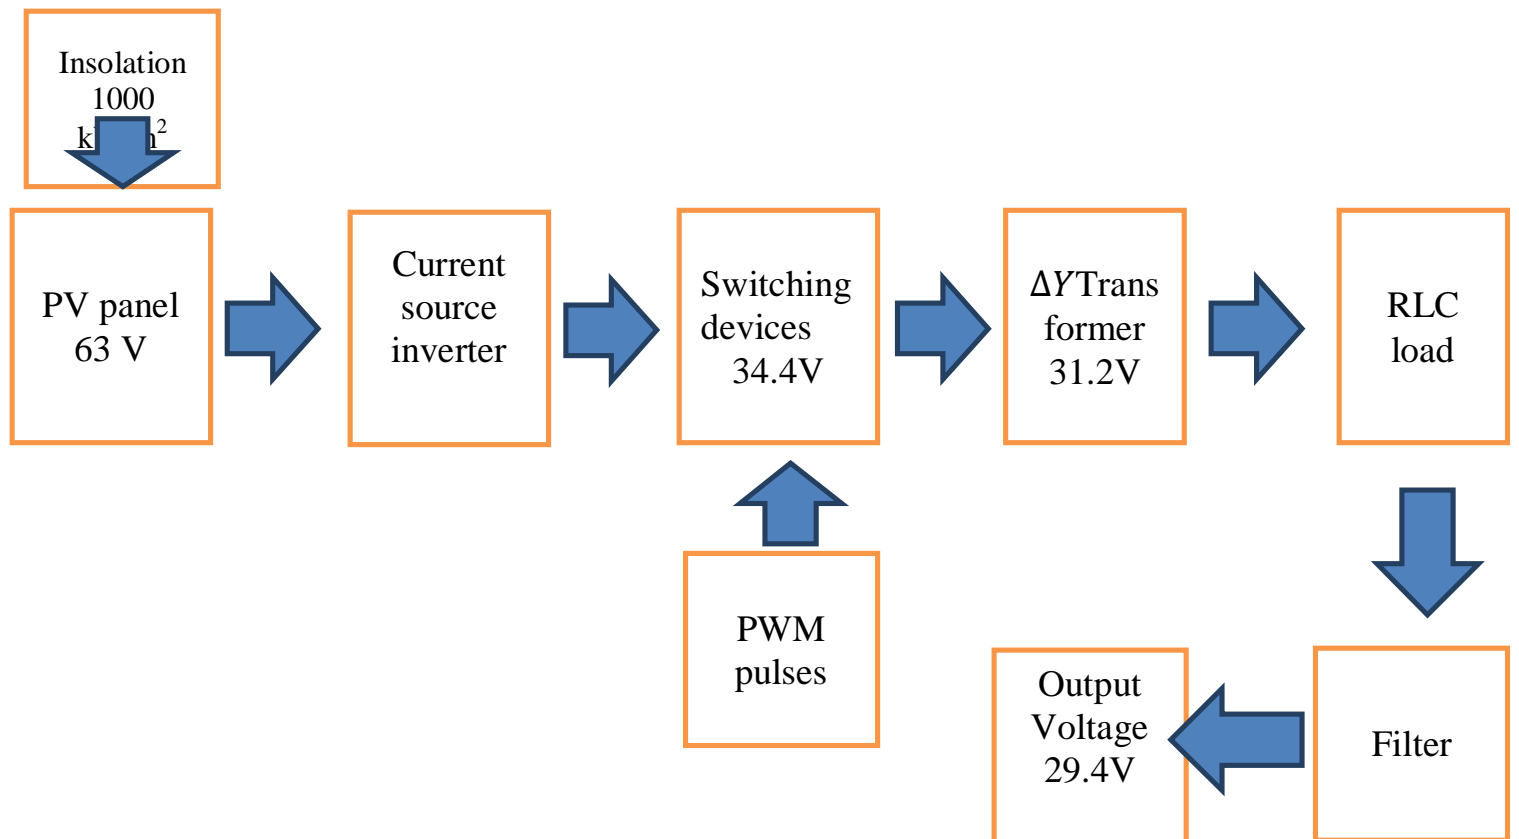 Insolation
1000
PV panel
63 V
Current
source
inverter
Switching
devices
34.4V
ΔYTrans
former
31.2V
RLC
load
PWM
pulses
Output
Voltage
29.4V
Filter